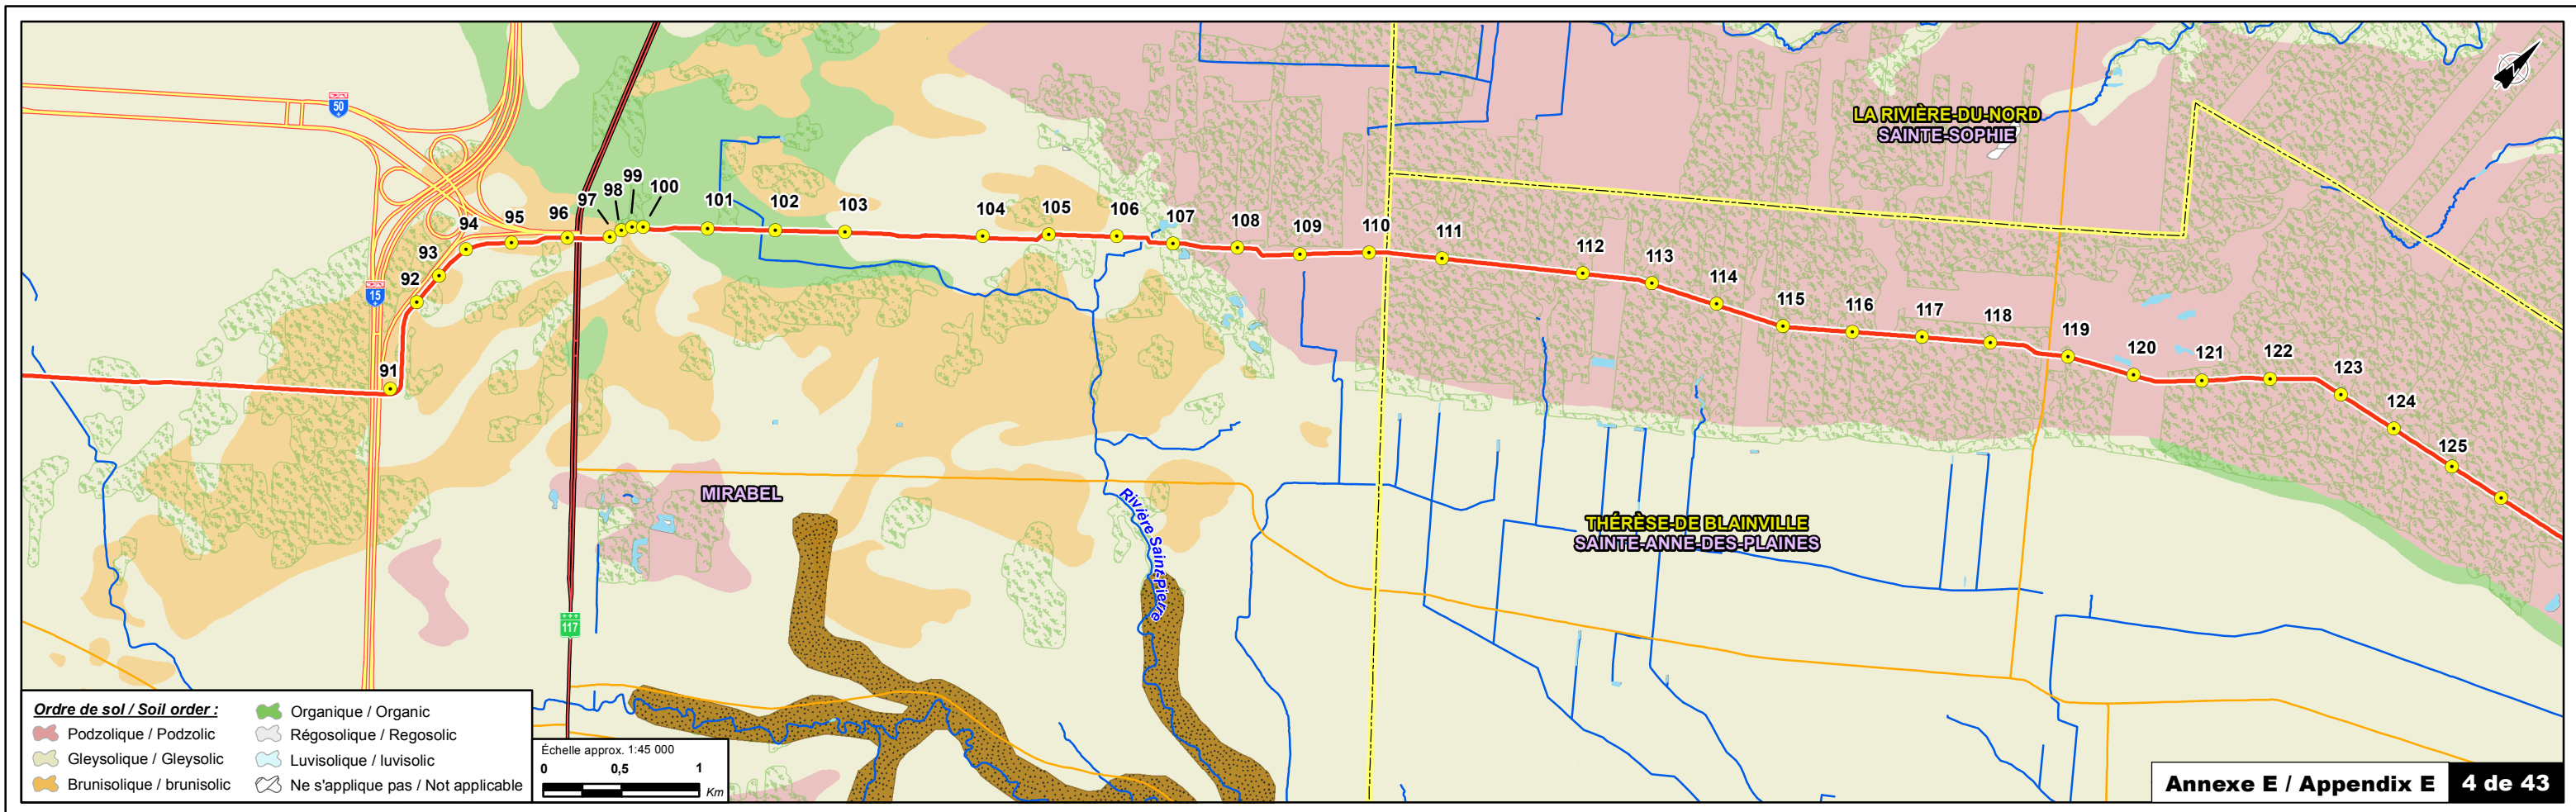 50
LA RIVIÈRE-DU-NORD
SAINTE-SOPHIE
99
98
100
97
101
102
103
104
105
106
107
108
109
110
111
112
113
114
115
116
117
118
119
120
121
122
123
124
125
96
95
94
93
92
91
15
MIRABEL
Rivière Saint-Pierre
THÉRÈSE-DE BLAINVILLE
SAINTE-ANNE-DES-PLAINES
117
Ordre de sol / Soil order :
Podzolique / Podzolic
Gleysolique / Gleysolic
Brunisolique / brunisolic
Organique / Organic
Régosolique / Regosolic
Luvisolique / luvisolic
Ne s'applique pas / Not applicable
Échelle approx. 1:45 000
0 0,5 1
Km
Annexe E / Appendix E 4 de 43